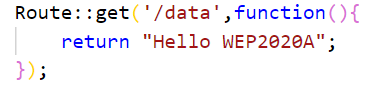 Route::get('/data',function(){
    return "Hello WEP2020A";
});